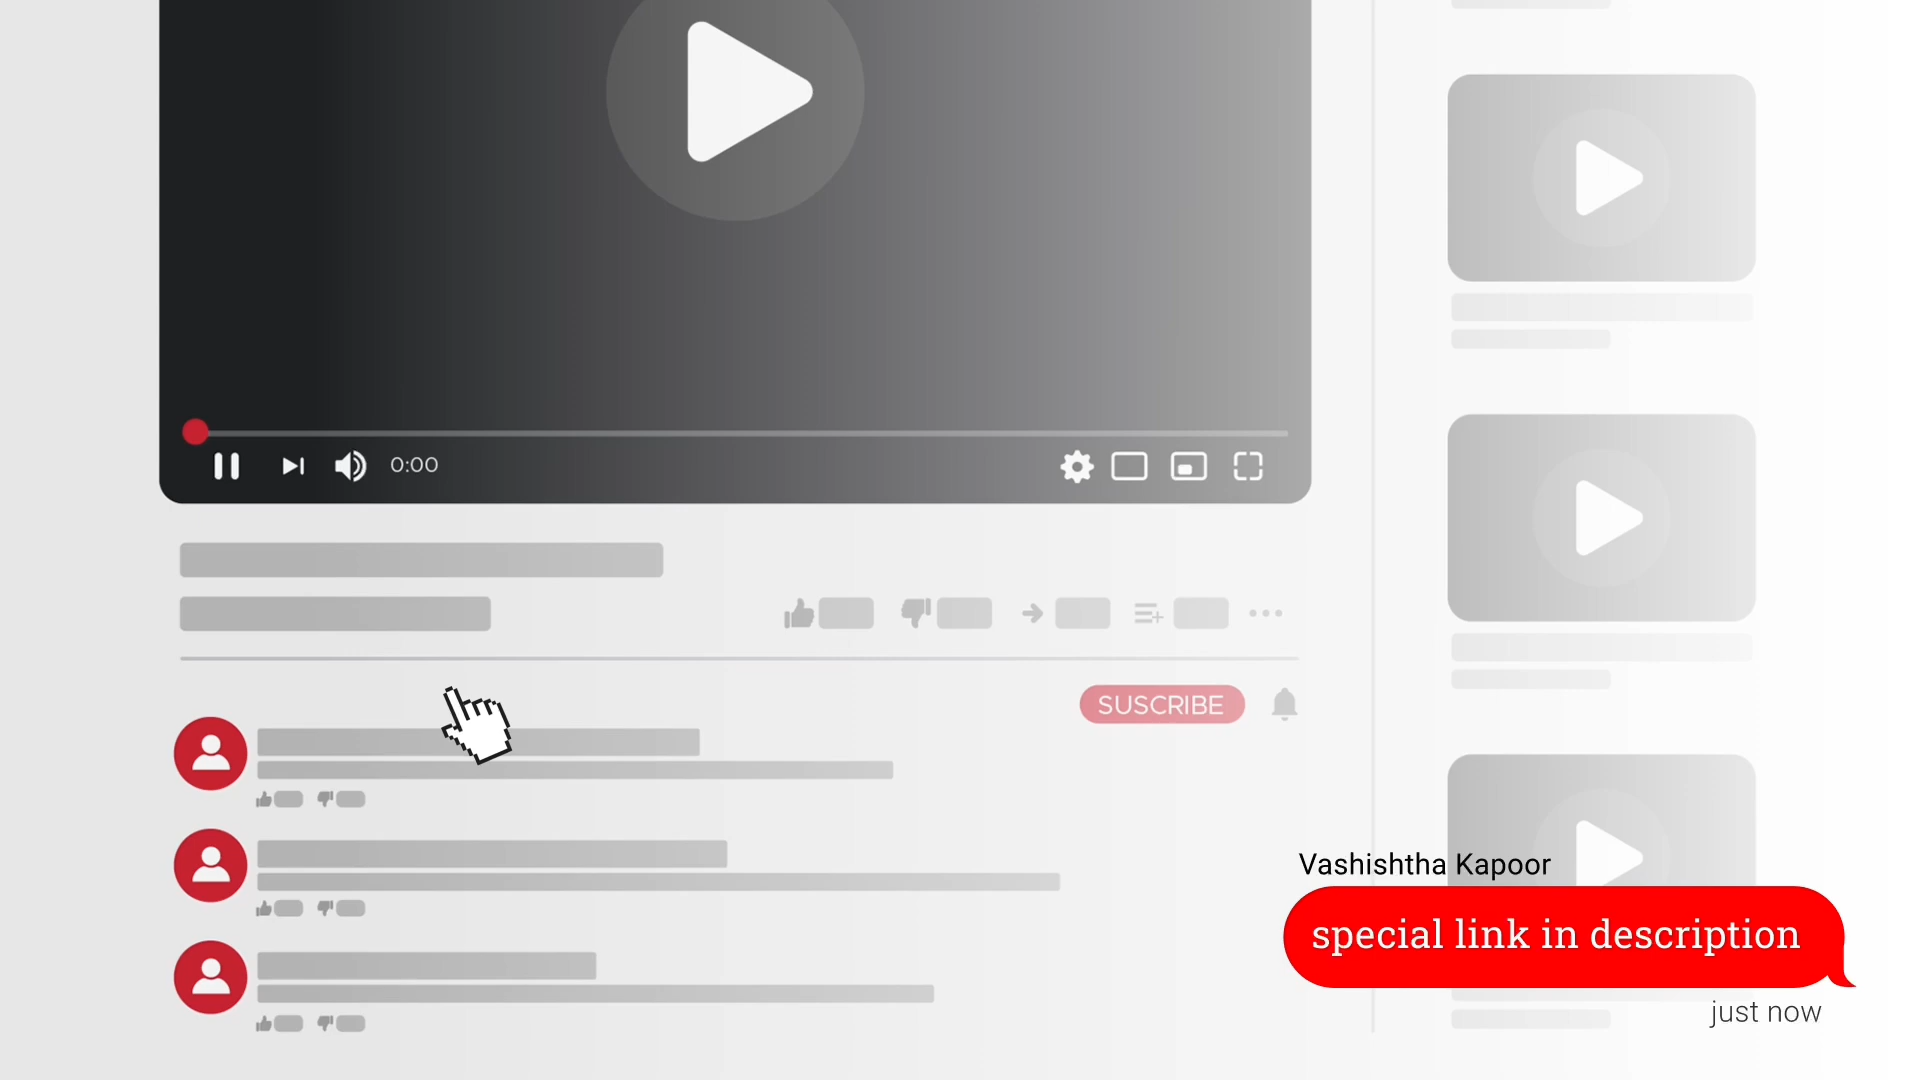 0:00
SUSCRIBE
Vashishtha Kapoor
special link in description
just now